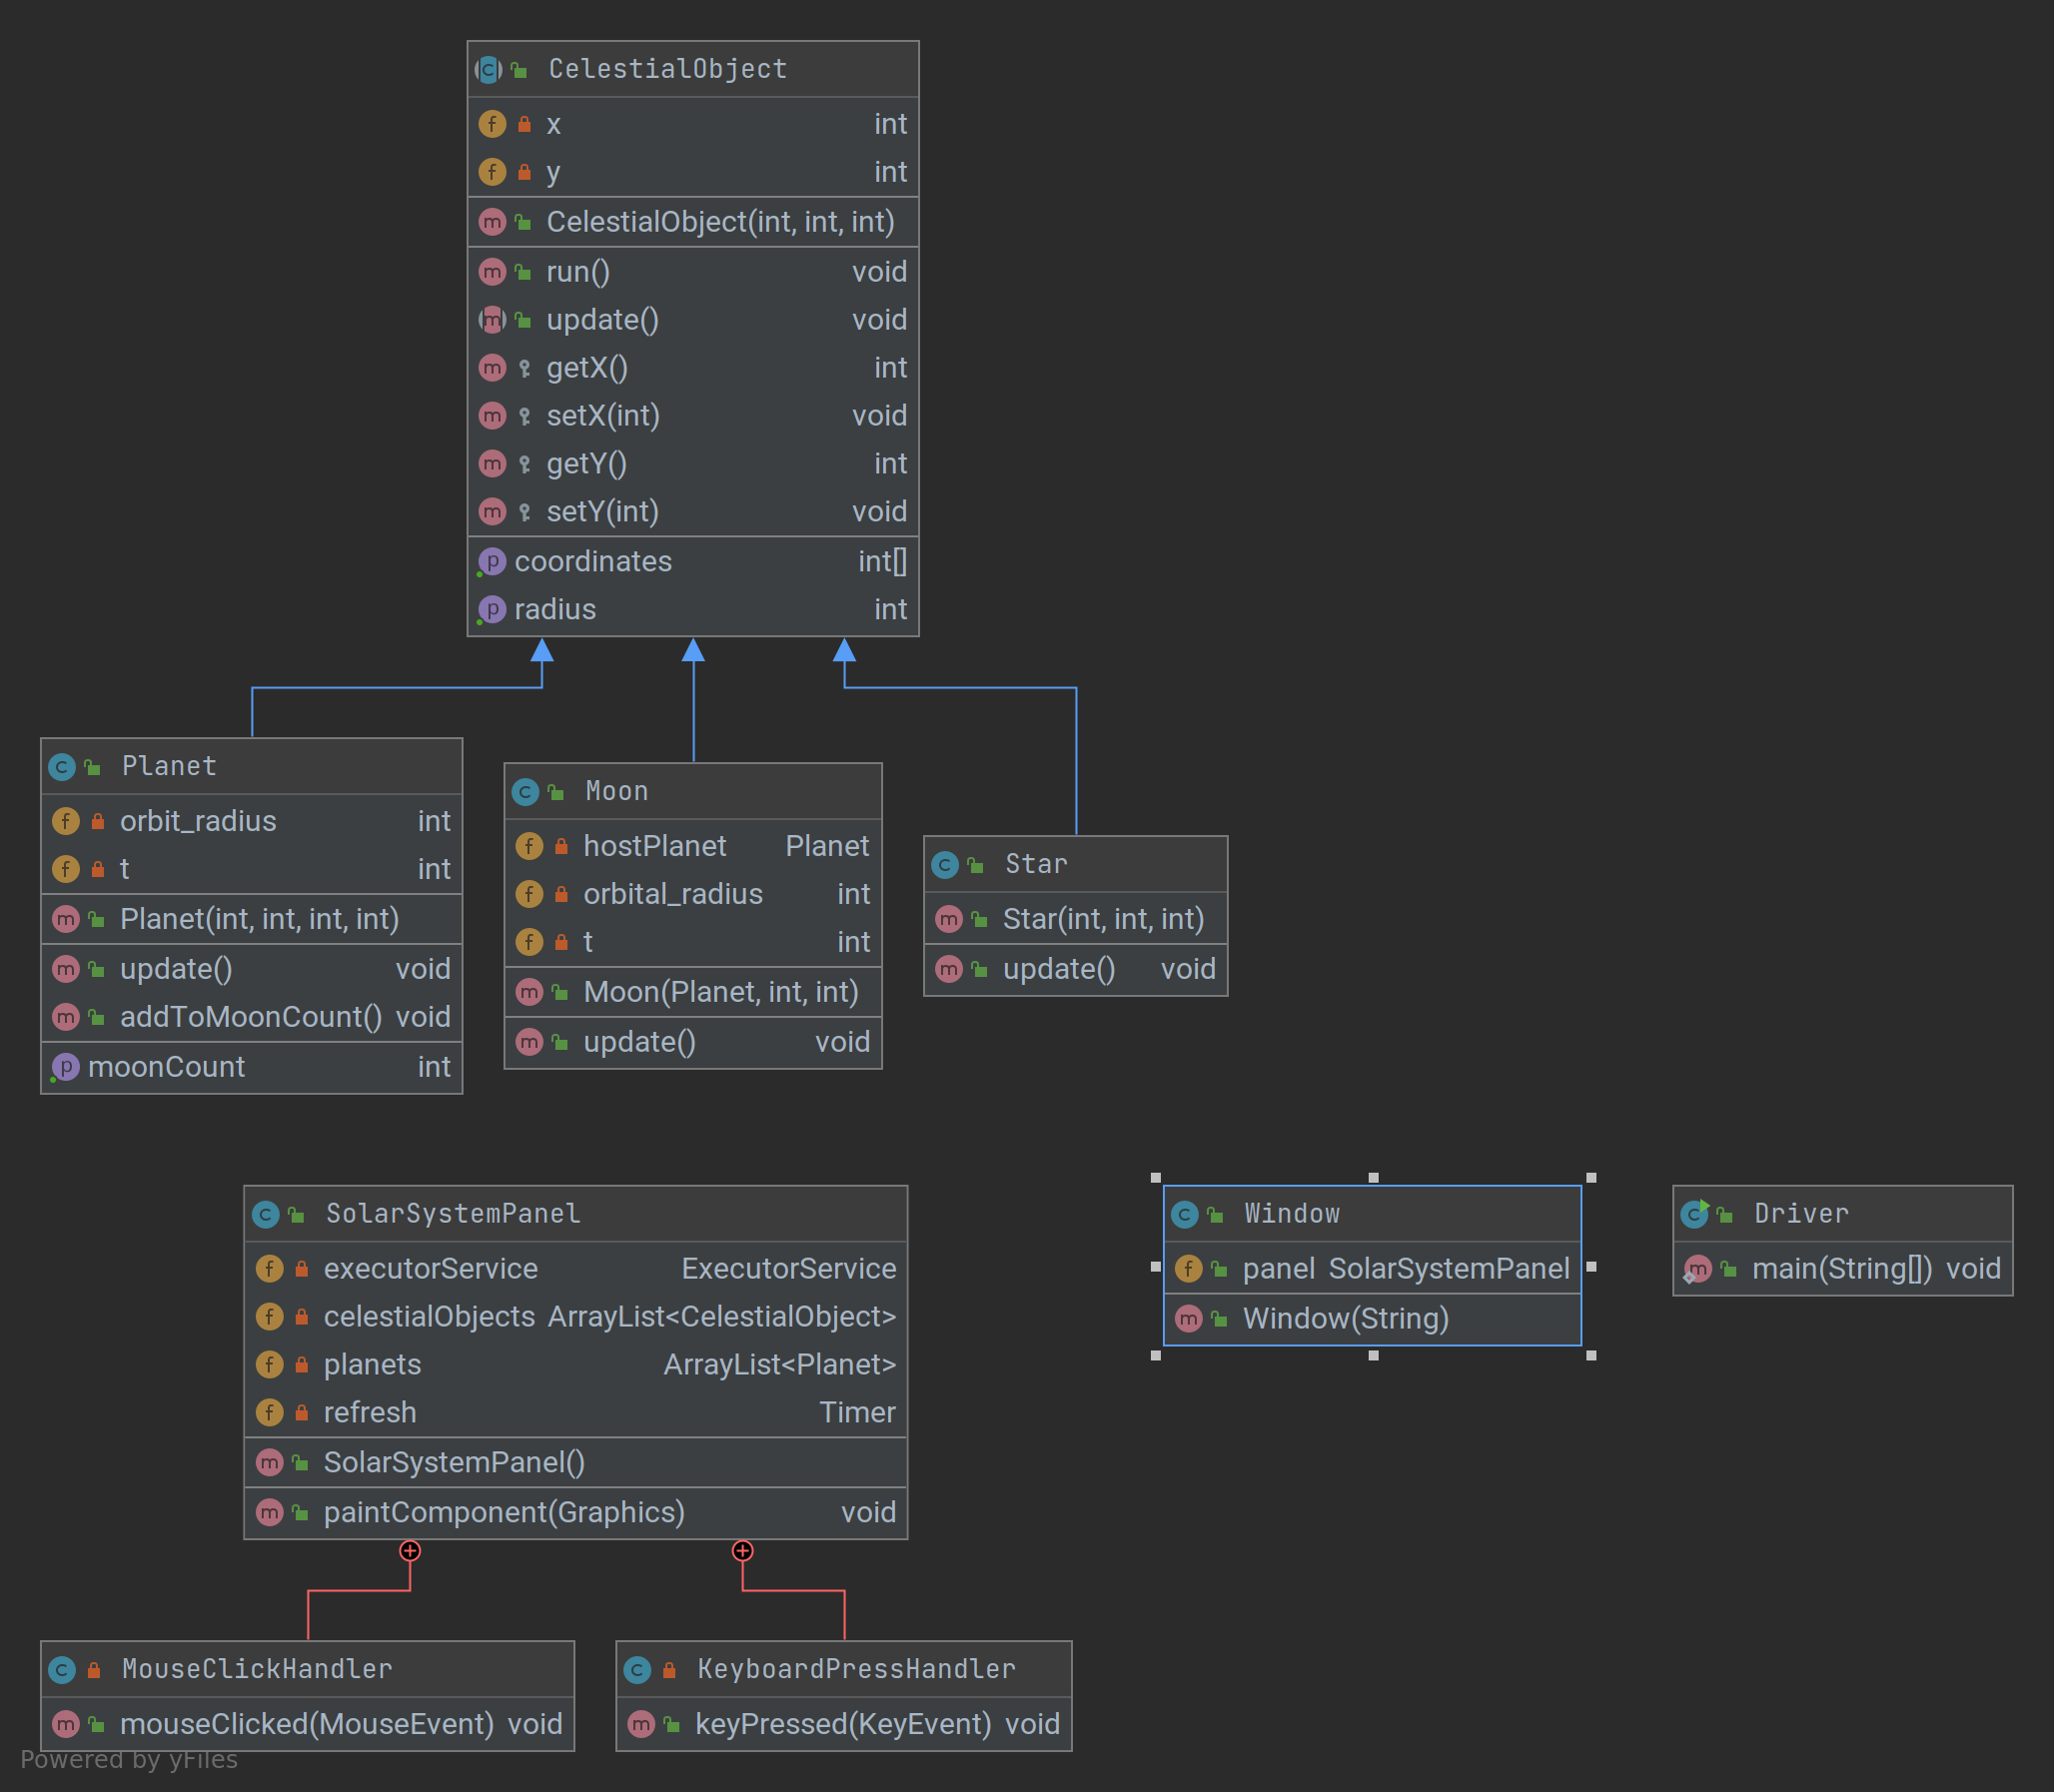 CelestialObject
x int
y int
CelestialObject(int, int, int)
run() void
update() void
getX() int
setX(int) void
getY() int
setY(int) void
coordinates int[]
radius int
Planet
orbit_radius int
t int
Planet(int, int, int, int)
update() void
addToMoonCount() void
moonCount int
Moon
hostPlanet Planet
orbital_radius int
t int
Moon(Planet, int, int)
update() void
Star
Star(int, int, int)
update() void
SolarSystemPanel
executorService ExecutorService
celestialObjects ArrayList<CelestialObject>
planets ArrayList<Planet>
refresh Timer
SolarSystemPanel()
paintComponent(Graphics) void
Window
panel SolarSystemPanel
Window(String)
Driver
main(String[]) void
MouseClickHandler
mouseClicked(MouseEvent) void
KeyboardPressHandler
keyPressed(KeyEvent) void
Powered by yFiles